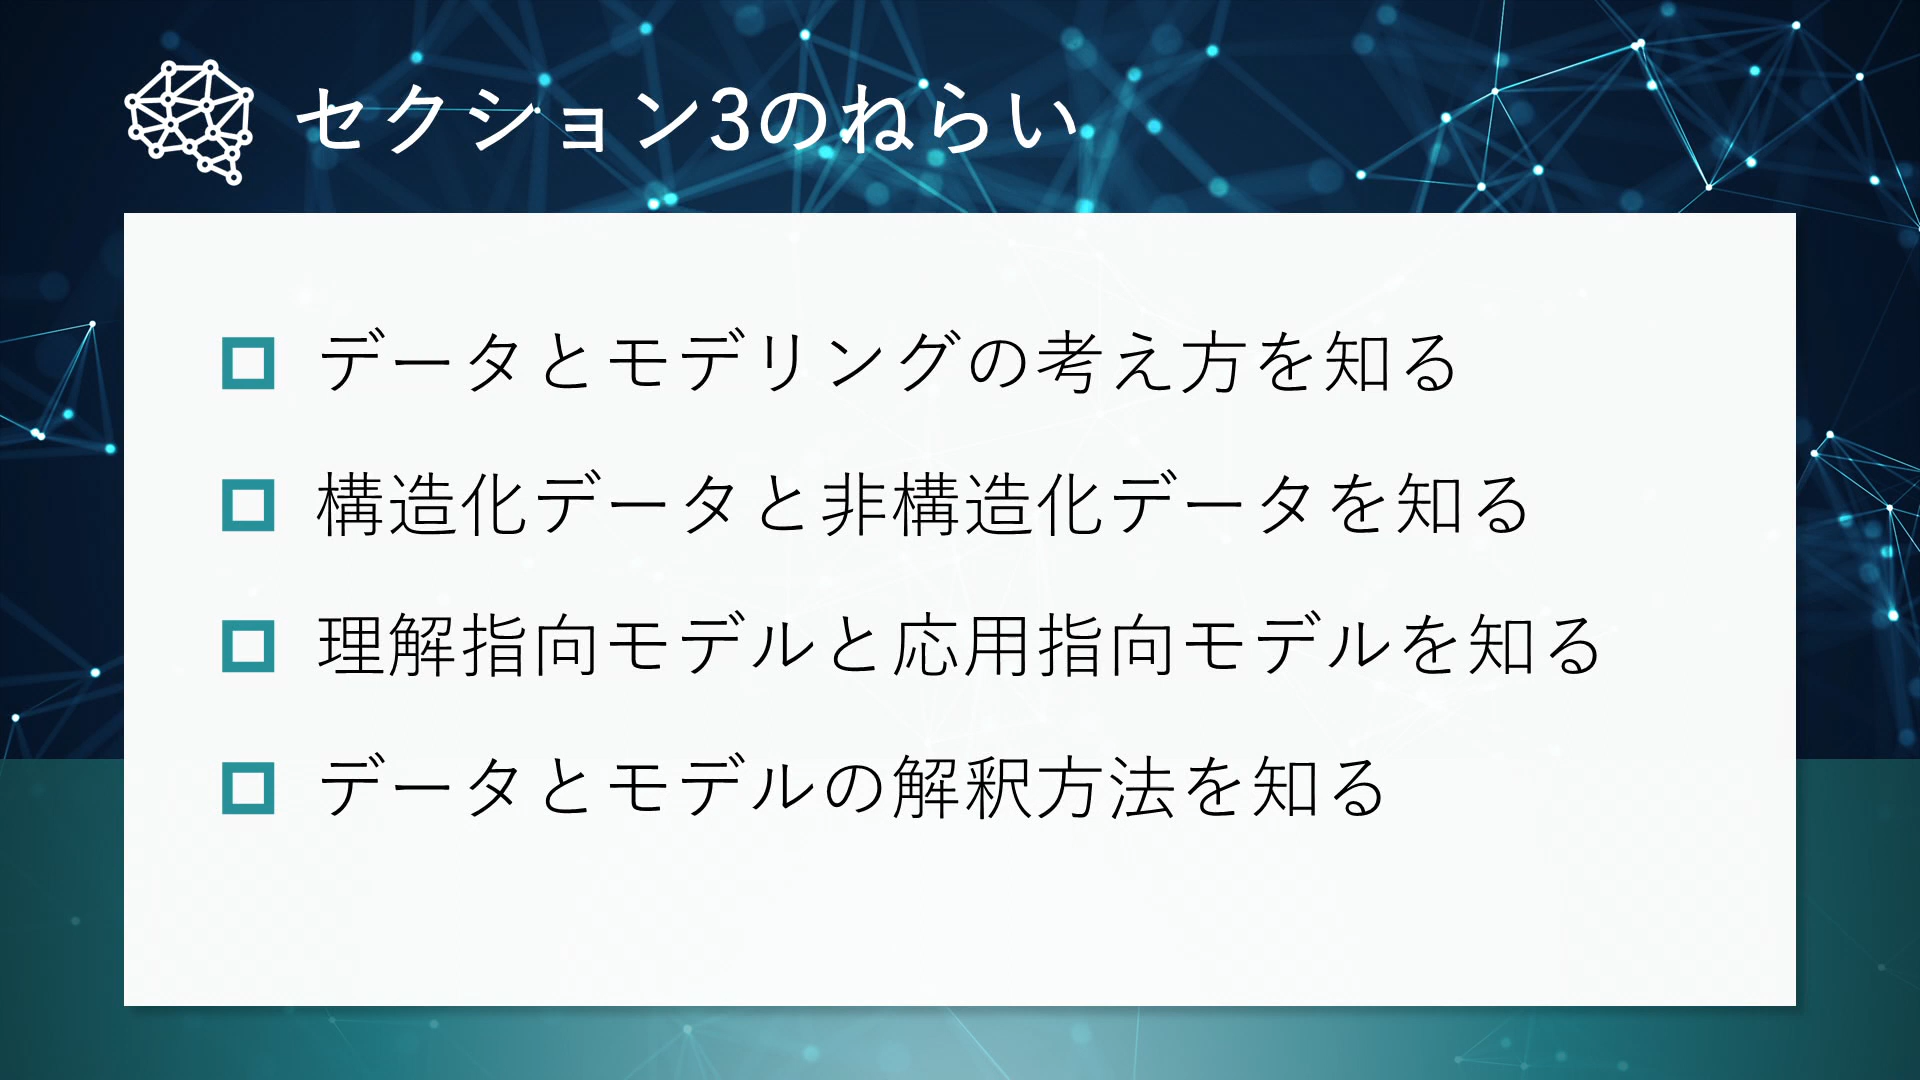 セクション3のねらい
データとモデリングの考え方を知る
構造化データと非構造化データを知る
理解指向モデルと応用指向モデルを知る
データとモデルの解釈方法を知る